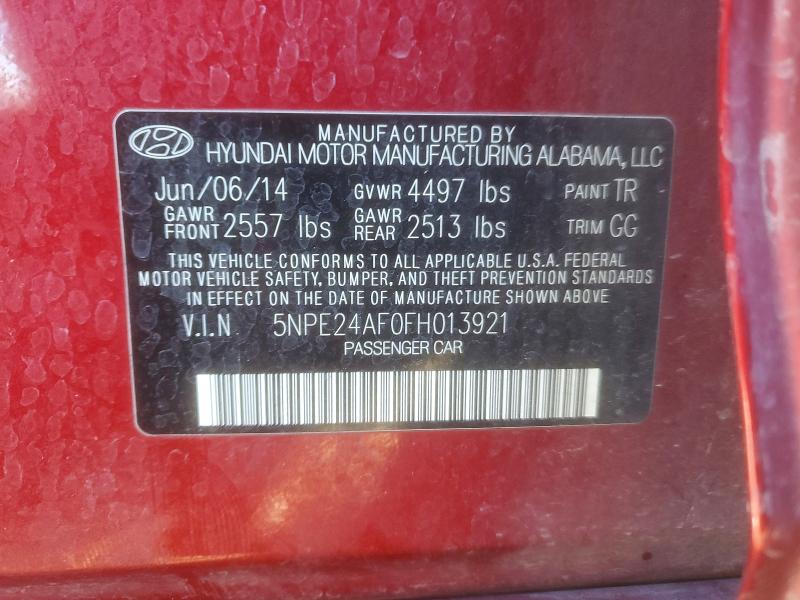 MANUFACTURED BY
HYUNDAI MOTOR MANUFACTURING ALABAMA, LLC
Jun/06/14 GVWR 4497 lbs PAINT TR
GAWR FRONT 2557 lbs GAWR REAR 2513 lbs TRIM GG
THIS VEHICLE CONFORMS TO ALL APPLICABLE U.S.A. FEDERAL
MOTOR VEHICLE SAFETY, BUMPER, AND THEFT PREVENTION STANDARDS
IN EFFECT ON THE DATE OF MANUFACTURE SHOWN ABOVE
V.I.N 5NPE24AF0FH013921
PASSENGER CAR